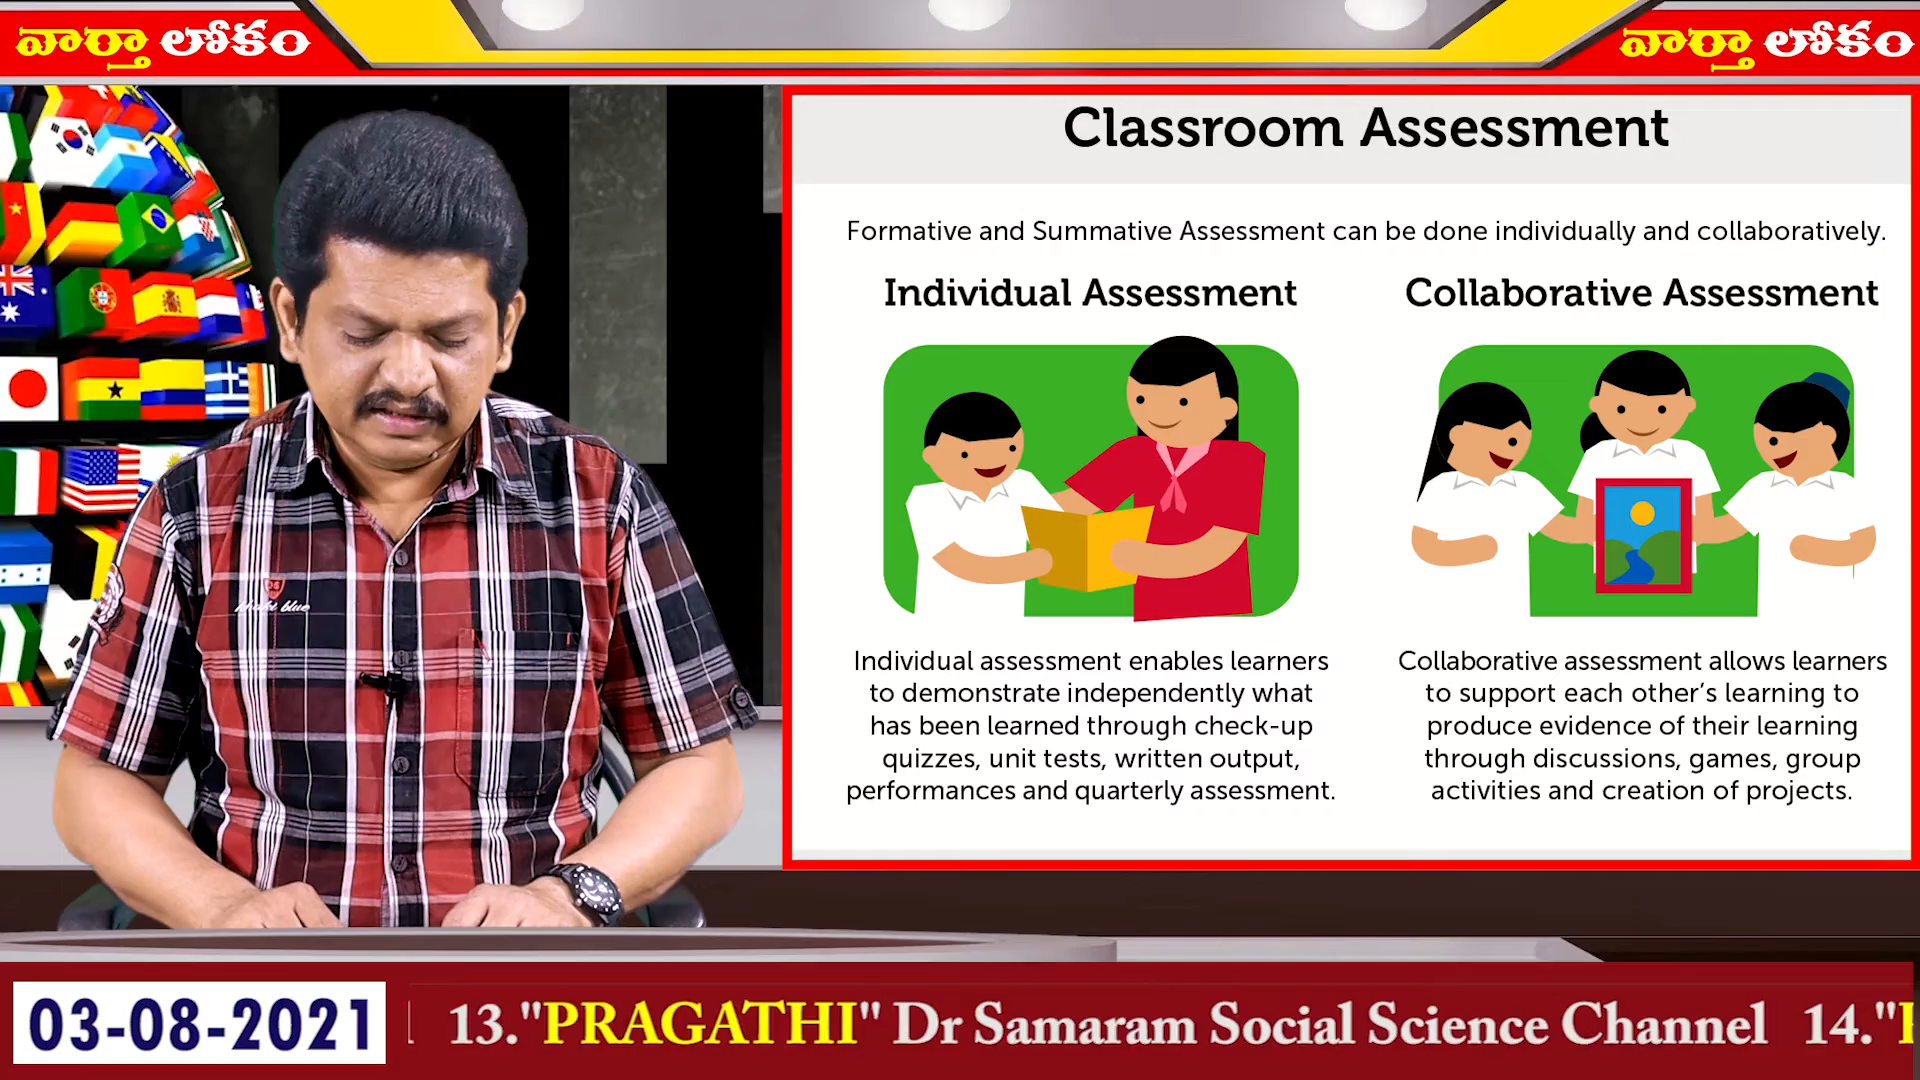 వార్తా లోకం
వార్తా లోకం
Classroom Assessment
Formative and Summative Assessment can be done individually and collaboratively.
Individual Assessment
Individual assessment enables learners
to demonstrate independently what
has been learned through check-up
quizzes, unit tests, written output,
performances and quarterly assessment.
Collaborative Assessment
Collaborative assessment allows learners
to support each other's learning to
produce evidence of their learning
through discussions, games, group
activities and creation of projects.
khaki blue
03-08-2021
13."PRAGATHI" Dr Samaram Social Science Channel 14."